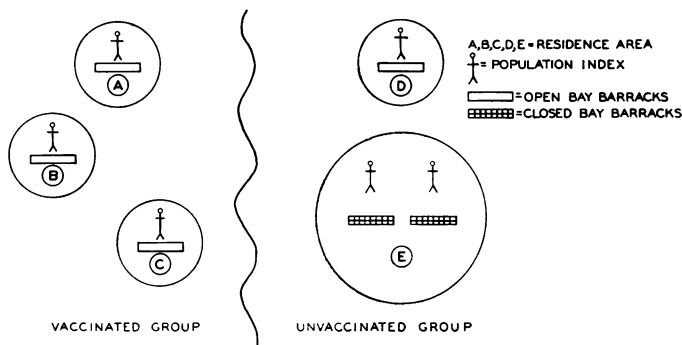 A
B
C
VACCINATED GROUP
D
E
UNVACCINATED GROUP
A,B,C,D,E = RESIDENCE AREA
= POPULATION INDEX
= OPEN BAY BARRACKS
= CLOSED BAY BARRACKS